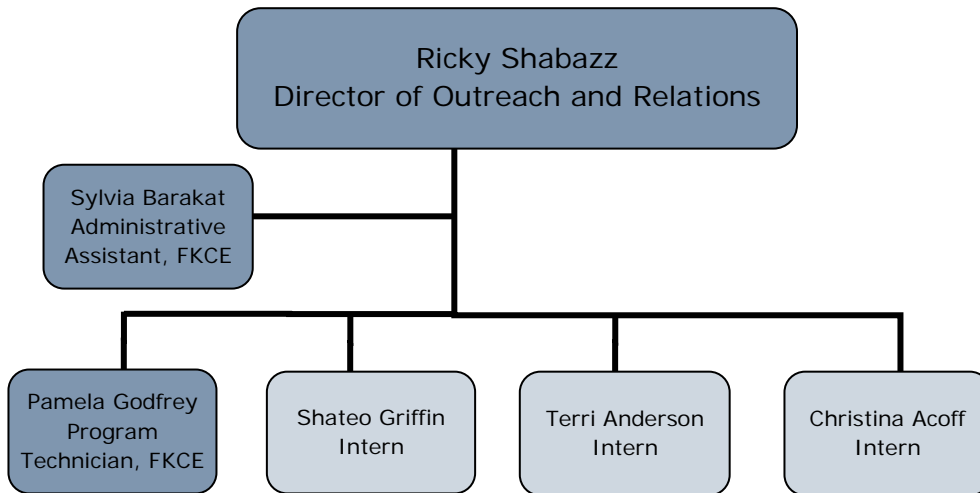 Ricky Shabazz
Director of Outreach and Relations
Sylvia Barakat
Administrative
Assistant, FKCE
Pamela Godfrey
Program
Technician, FKCE
Shateo Griffin
Intern
Terri Anderson
Intern
Christina Acoff
Intern